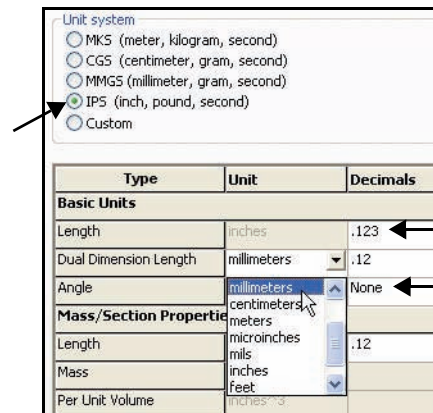 Unit system
MKS (meter, kilogram, second)
CGS (centimeter, gram, second)
MMGS (millimeter, gram, second)
IPS (inch, pound, second)
Custom
Type Unit Decimals
Basic Units
Length inches .123
Dual Dimension Length millimeters .12
Angle millimeters None
centimeters
Mass/Section Propertie meters
microinches
Length mils .12
inches
Mass feet
Per Unit Volume inches^3